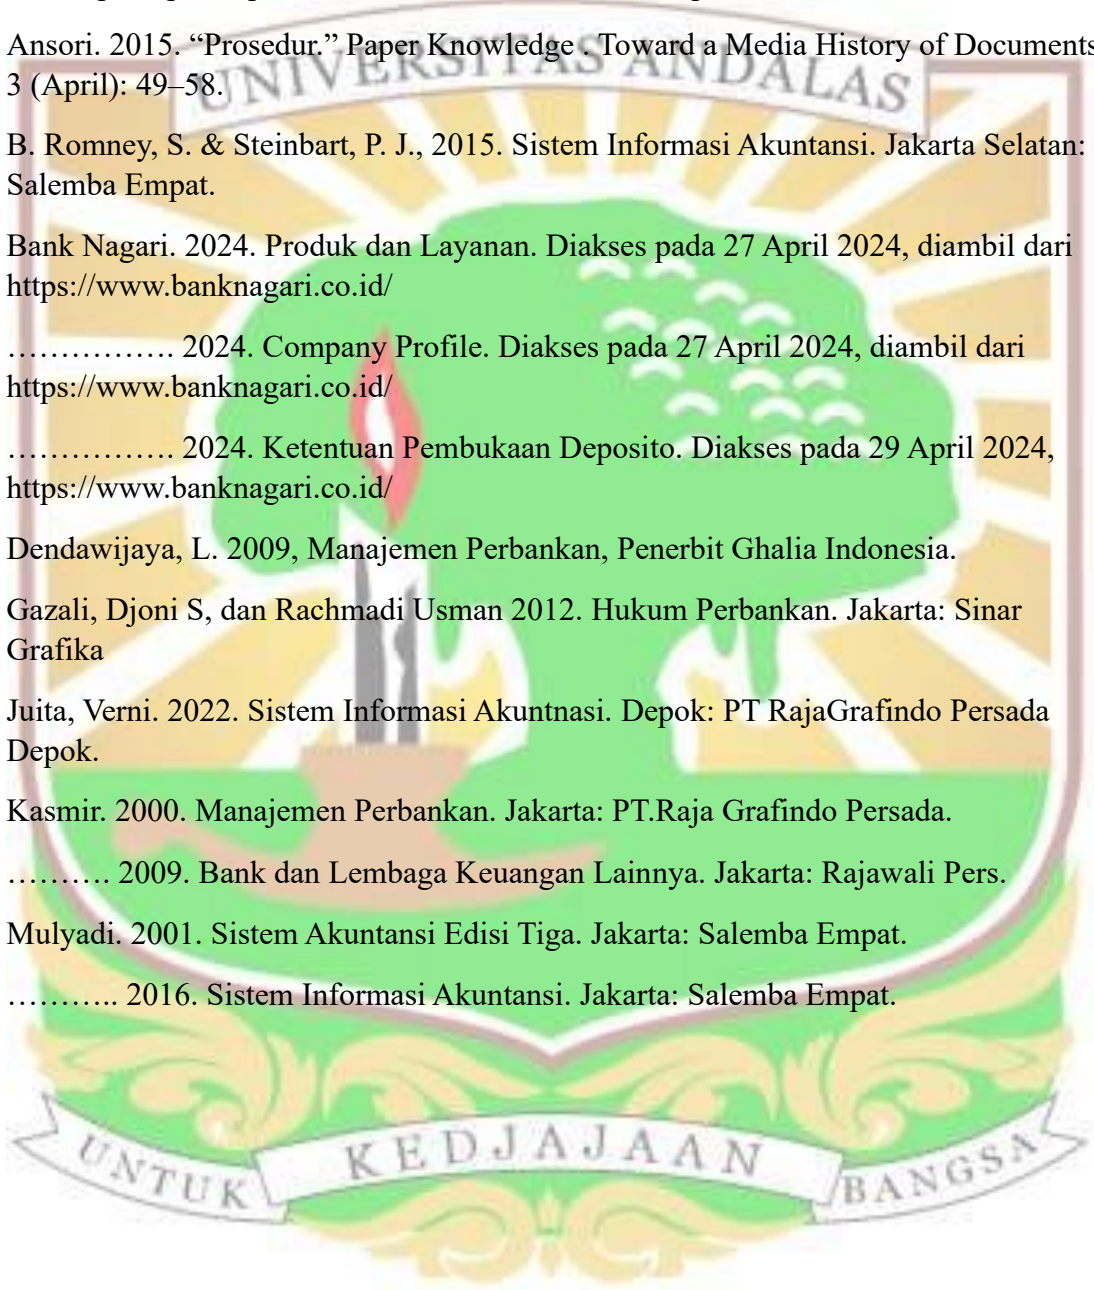 Ansori. 2015. “Prosedur.” Paper Knowledge . Toward a Media History of Documents
3 (April): 49–58.
UNIVERSITAS ANDALAS
B. Romney, S. & Steinbart, P. J., 2015. Sistem Informasi Akuntansi. Jakarta Selatan:
Salemba Empat.
Bank Nagari. 2024. Produk dan Layanan. Diakses pada 27 April 2024, diambil dari
https://www.banknagari.co.id/
……………. 2024. Company Profile. Diakses pada 27 April 2024, diambil dari
https://www.banknagari.co.id/
……………. 2024. Ketentuan Pembukaan Deposito. Diakses pada 29 April 2024,
https://www.banknagari.co.id/
Dendawijaya, L. 2009, Manajemen Perbankan, Penerbit Ghalia Indonesia.
Gazali, Djoni S, dan Rachmadi Usman 2012. Hukum Perbankan. Jakarta: Sinar
Grafika
Juita, Verni. 2022. Sistem Informasi Akuntnasi. Depok: PT RajaGrafindo Persada
Depok.
Kasmir. 2000. Manajemen Perbankan. Jakarta: PT.Raja Grafindo Persada.
………. 2009. Bank dan Lembaga Keuangan Lainnya. Jakarta: Rajawali Pers.
Mulyadi. 2001. Sistem Akuntansi Edisi Tiga. Jakarta: Salemba Empat.
……….. 2016. Sistem Informasi Akuntansi. Jakarta: Salemba Empat.
UNTUK KEDJAJAAN BANGSA